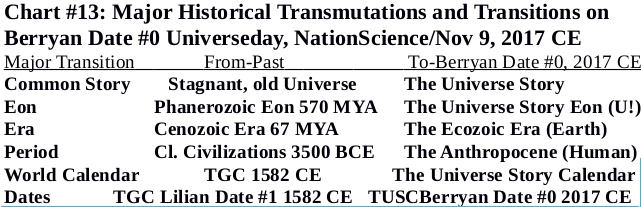 Chart #13: Major Historical Transmutations and Transitions on
Berryan Date #0 Universeday, NationScience/Nov 9, 2017 CE
Major Transition From-Past To-Berryan Date #0, 2017 CE
Common Story Stagnant, old Universe The Universe Story
Eon Phanerozoic Eon 570 MYA The Universe Story Eon (U!)
Era Cenozoic Era 67 MYA The Ecozoic Era (Earth)
Period Cl. Civilizations 3500 BCE The Anthropocene (Human)
World Calendar TGC 1582 CE The Universe Story Calendar
Dates TGC Lilian Date #1 1582 CE TUSCBerryan Date #0 2017 CE